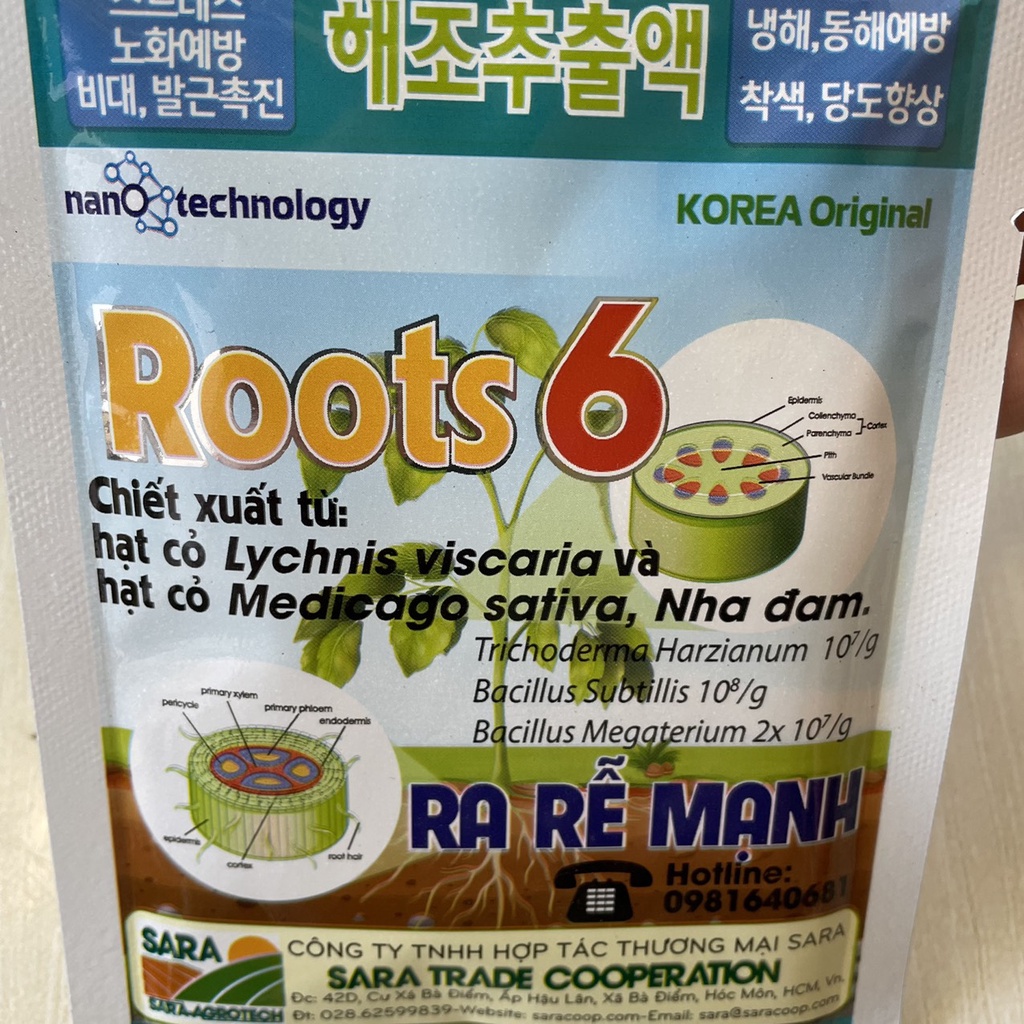 스트레스
노화예방
비대, 발근촉진
해조추출액
냉해,동해예방
착색, 당도향상
nanotechnology
KOREA Original
Roots 6
Chiết xuất từ:
hạt cỏ Lychnis viscaria và
hạt cỏ Medicago sativa, Nha đam.
Trichoderma Harzianum 10⁷/g
Bacillus Subtillis 10⁸/g
Bacillus Megaterium 2x 10⁷/g
Epidermis
Collenchyma
Parenchyma
Cortex
Pith
Vascular Bundle
primary xylem
pericycle
primary phloem
endodermis
epidermis
cortex
root hair
RA RỄ MẠNH
Hotline:
0981640681
SARA
SARA-AGROTECH
CÔNG TY TNHH HỢP TÁC THƯƠNG MẠI SARA
SARA TRADE COOPERATION
Đc: 42D, Cư Xá Bà Điểm, Ấp Hậu Lân, Xã Bà Điểm, Hóc Môn, HCM, Vn.
Đt: 028.62599839-Website: saracoop.com-Email: sara@saracoop.com